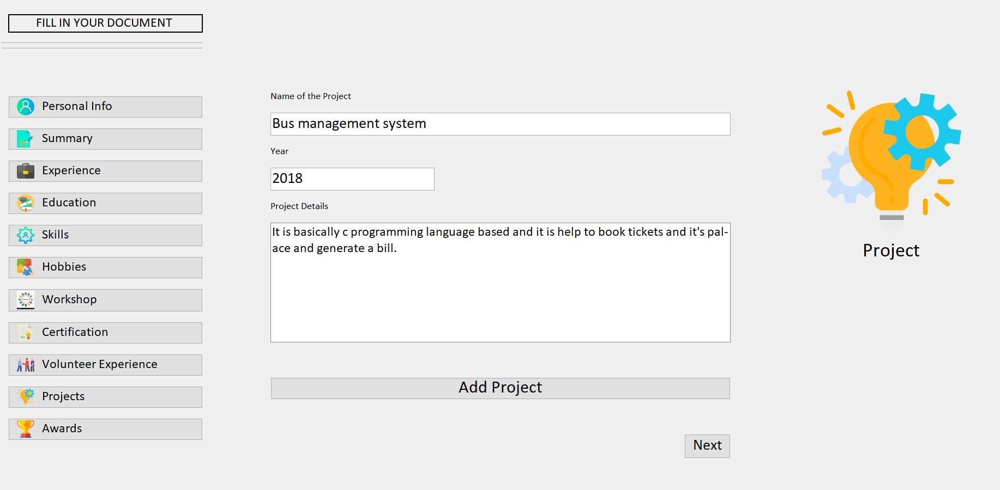 FILL IN YOUR DOCUMENT
Personal Info
Summary
Experience
Education
Skills
Hobbies
Workshop
Certification
Volunteer Experience
Projects
Awards
Name of the Project
Bus management system
Year
2018
Project Details
It is basically c programming language based and it is help to book tickets and it's pal-
ace and generate a bill.
Add Project
Next
Project